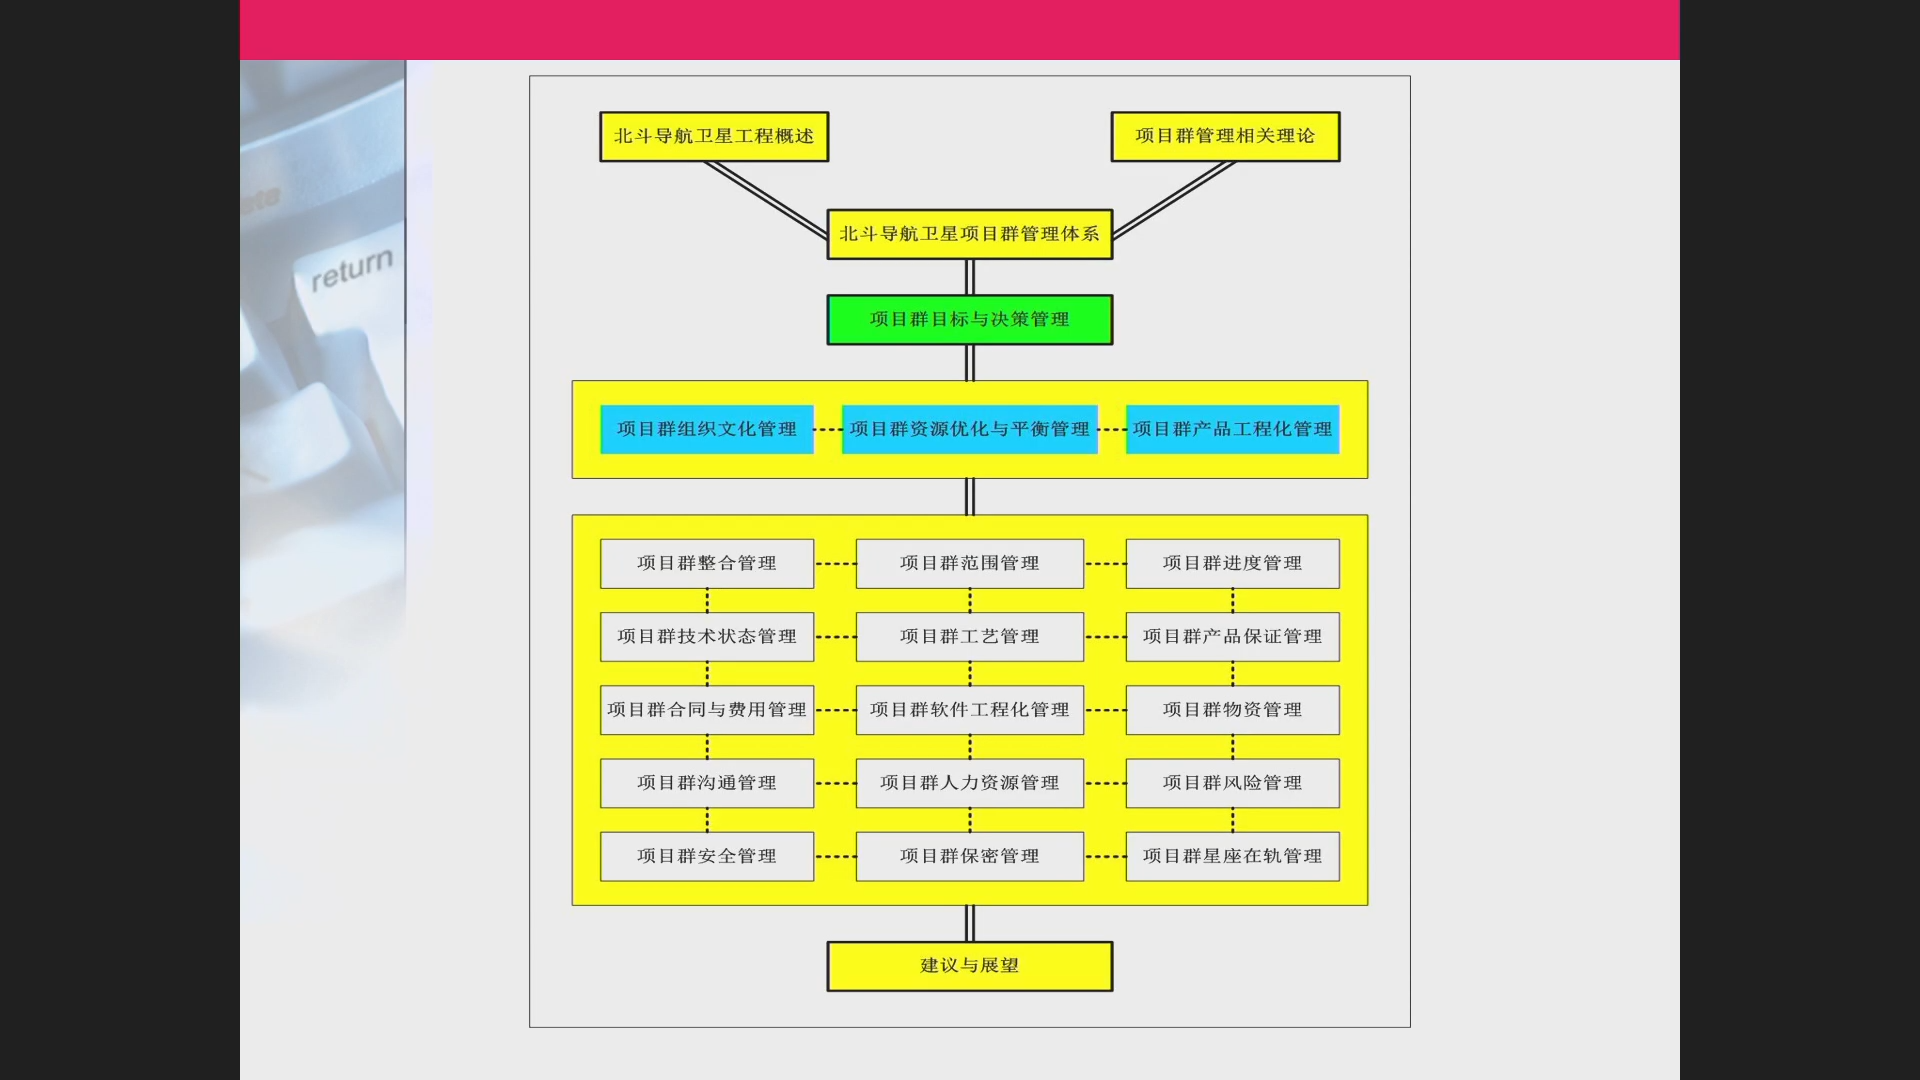 北斗导航卫星工程概述
项目群管理相关理论
北斗导航卫星项目群管理体系
return
项目群目标与决策管理
项目群组织文化管理
项目群资源优化与平衡管理
项目群产品工程化管理
项目群整合管理
项目群范围管理
项目群进度管理
项目群技术状态管理
项目群工艺管理
项目群产品保证管理
项目群合同与费用管理
项目群软件工程化管理
项目群物资管理
项目群沟通管理
项目群人力资源管理
项目群风险管理
项目群安全管理
项目群保密管理
项目群星座在轨管理
建议与展望